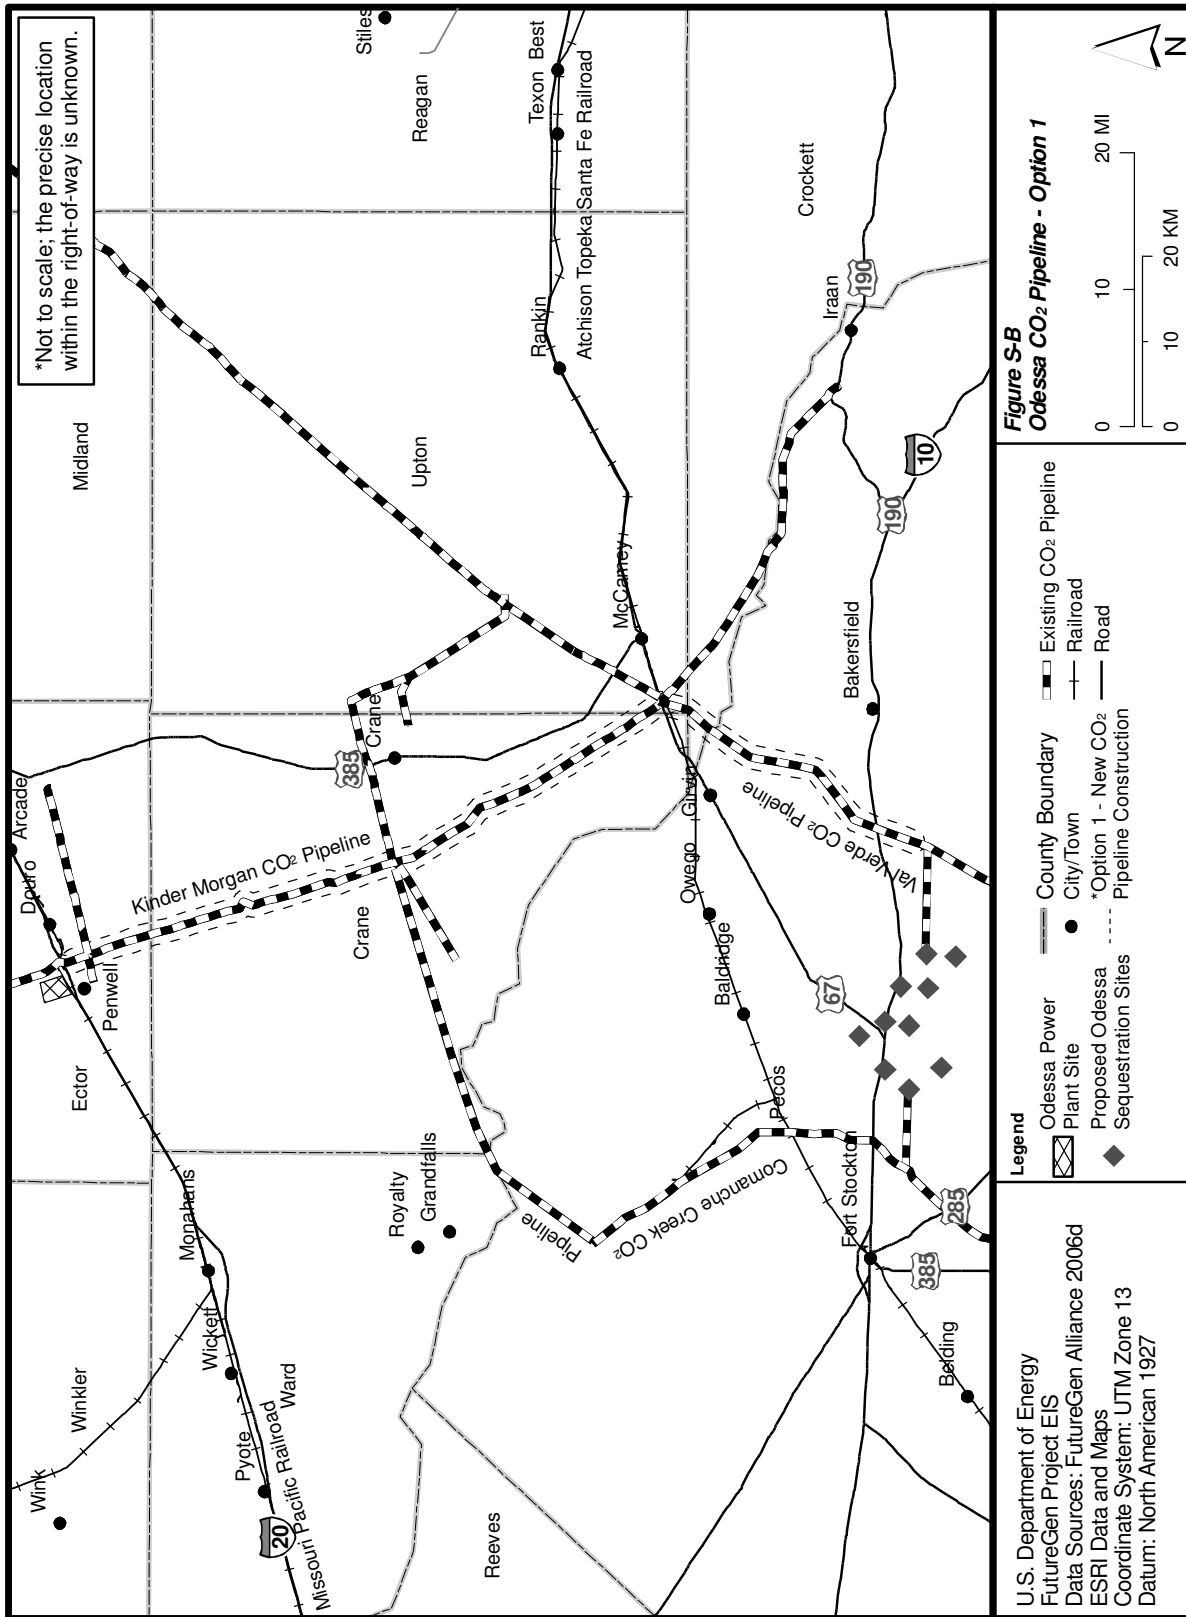 *Not to scale; the precise location
within the right-of-way is unknown.
Wink
Winkler
Pyote
Wickett
Monahans
Ward
Missouri Pacific Railroad
20
Ector
Penwell
Douro
Arcade
Midland
Kinder Morgan CO₂ Pipeline
Crane
385
Crane
Upton
Reagan
Stiles
Royalty
Grandfalls
Reeves
Pipeline
Comanche Creek CO₂
Rankin
Texon
Best
Atchison Topeka Santa Fe Railroad
McCamey
Girvin
Owego
Baldridge
Pecos
67
Val Verde CO₂ Pipeline
Crockett
Iraan
190
Bakersfield
190
10
Fort Stockton
285
385
Belding
U.S. Department of Energy
FutureGen Project EIS
Data Sources: FutureGen Alliance 2006d
ESRI Data and Maps
Coordinate System: UTM Zone 13
Datum: North American 1927
Legend
Odessa Power
Plant Site
Proposed Odessa
Sequestration Sites
County Boundary
City/Town
*Option 1 - New CO₂
Pipeline Construction
Existing CO₂ Pipeline
Railroad
Road
Figure S-B
Odessa CO₂ Pipeline - Option 1
0 10 20 MI
0 10 20 KM
N